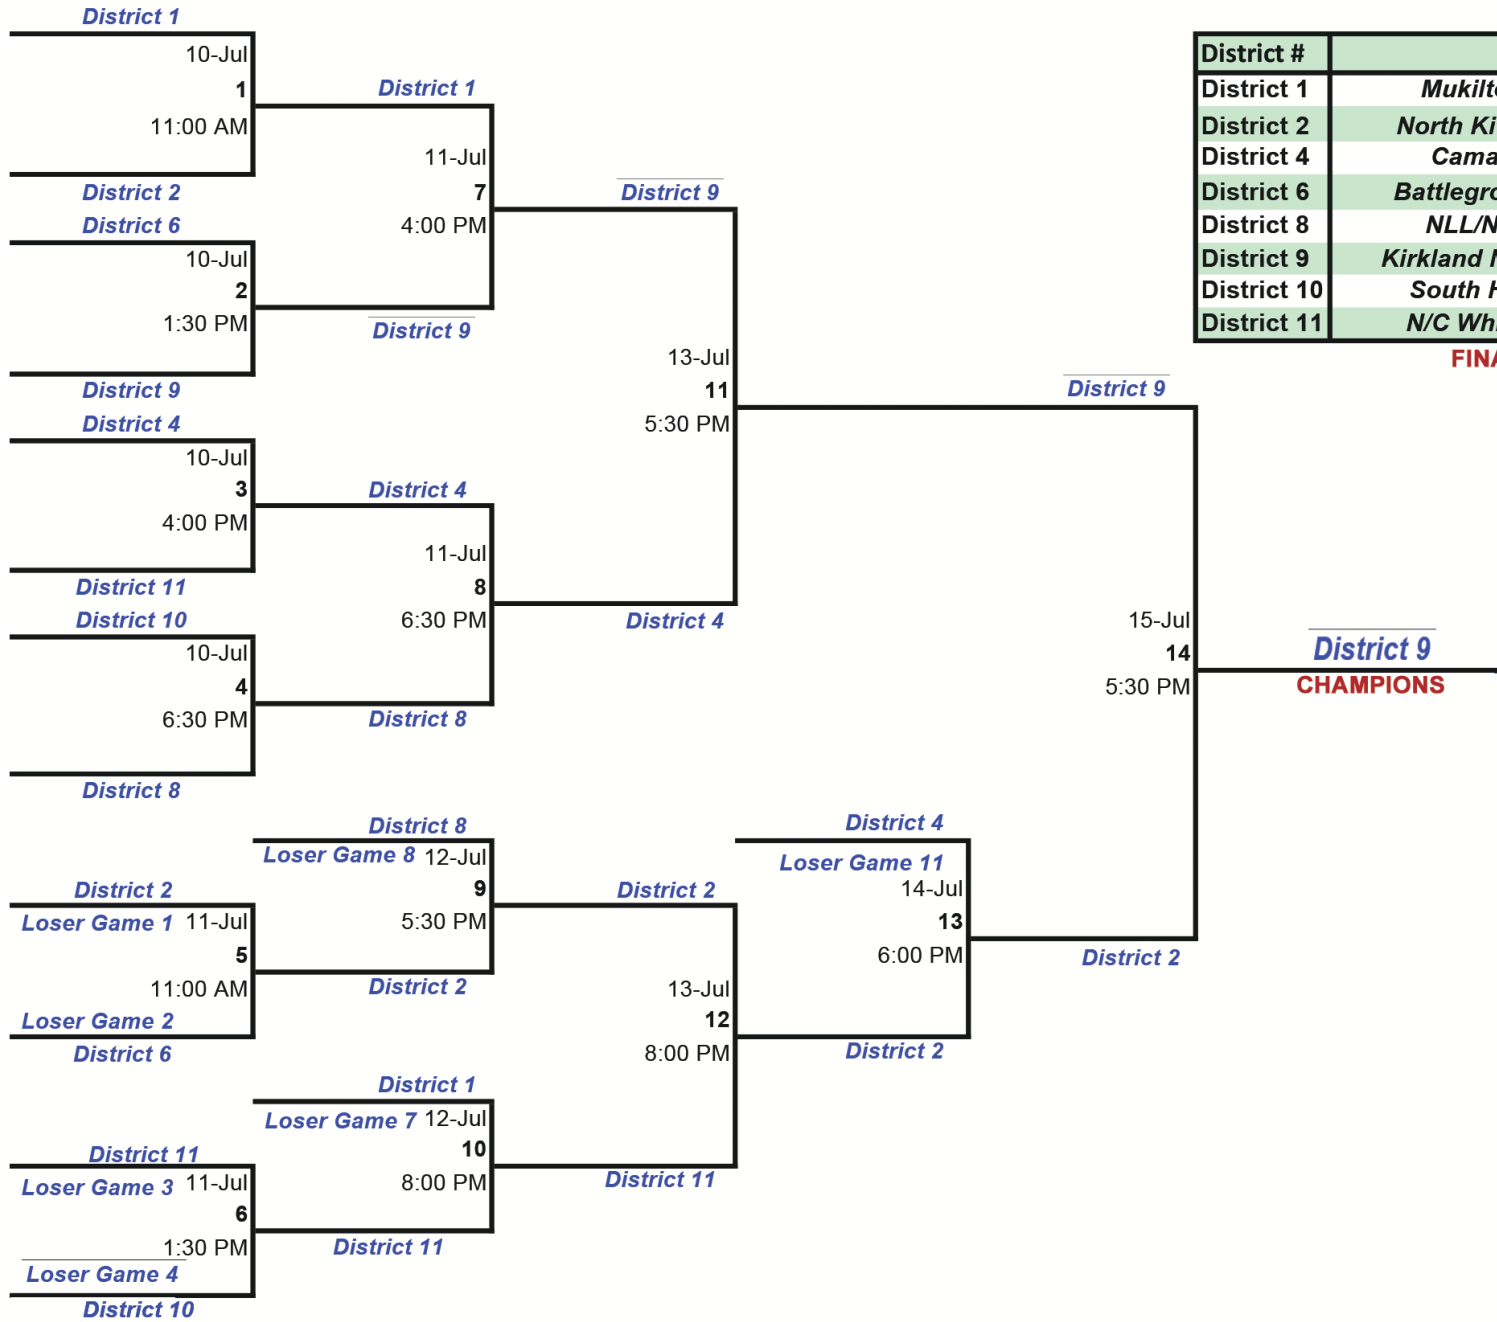 District 1
10-Jul
1
11:00 AM
District 2
District 6
10-Jul
2
1:30 PM
District 9
District 4
10-Jul
3
4:00 PM
District 11
District 10
10-Jul
4
6:30 PM
District 8
District 2
Loser Game 1 11-Jul
5
11:00 AM
Loser Game 2
District 6
District 11
Loser Game 3 11-Jul
6
1:30 PM
Loser Game 4
District 10
District 1
11-Jul
7
4:00 PM
District 9
District 4
11-Jul
8
6:30 PM
District 8
District 8
Loser Game 8 12-Jul
9
5:30 PM
District 2
District 1
Loser Game 7 12-Jul
10
8:00 PM
District 11
District 9
13-Jul
11
5:30 PM
District 4
District 2
13-Jul
12
8:00 PM
District 11
District 4
Loser Game 11
14-Jul
13
6:00 PM
District 2
District 9
15-Jul
14
5:30 PM
District 2
District 9
CHAMPIONS
District #
District 1
District 2 North
District 4
District 6
District 8
District 9 Kirkland
District 10 South
District 11 N/C